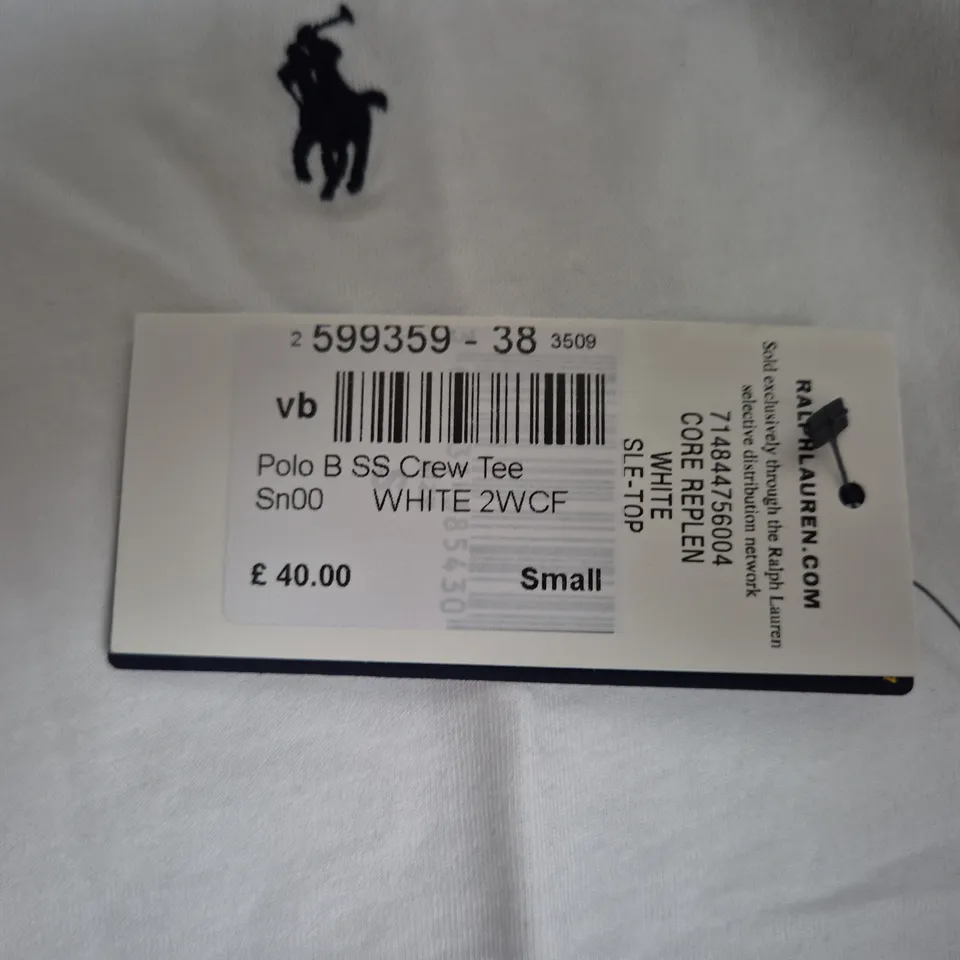 2 599359 - 38 3509
vb
Polo B SS Crew Tee
Sn00 WHITE 2WCF
£ 40.00 Small
RALPHLAUREN.COM
Sold exclusively through the Ralph Lauren
selective distribution network
714844756004
CORE REPLEN
WHITE
SLE-TOP
85430